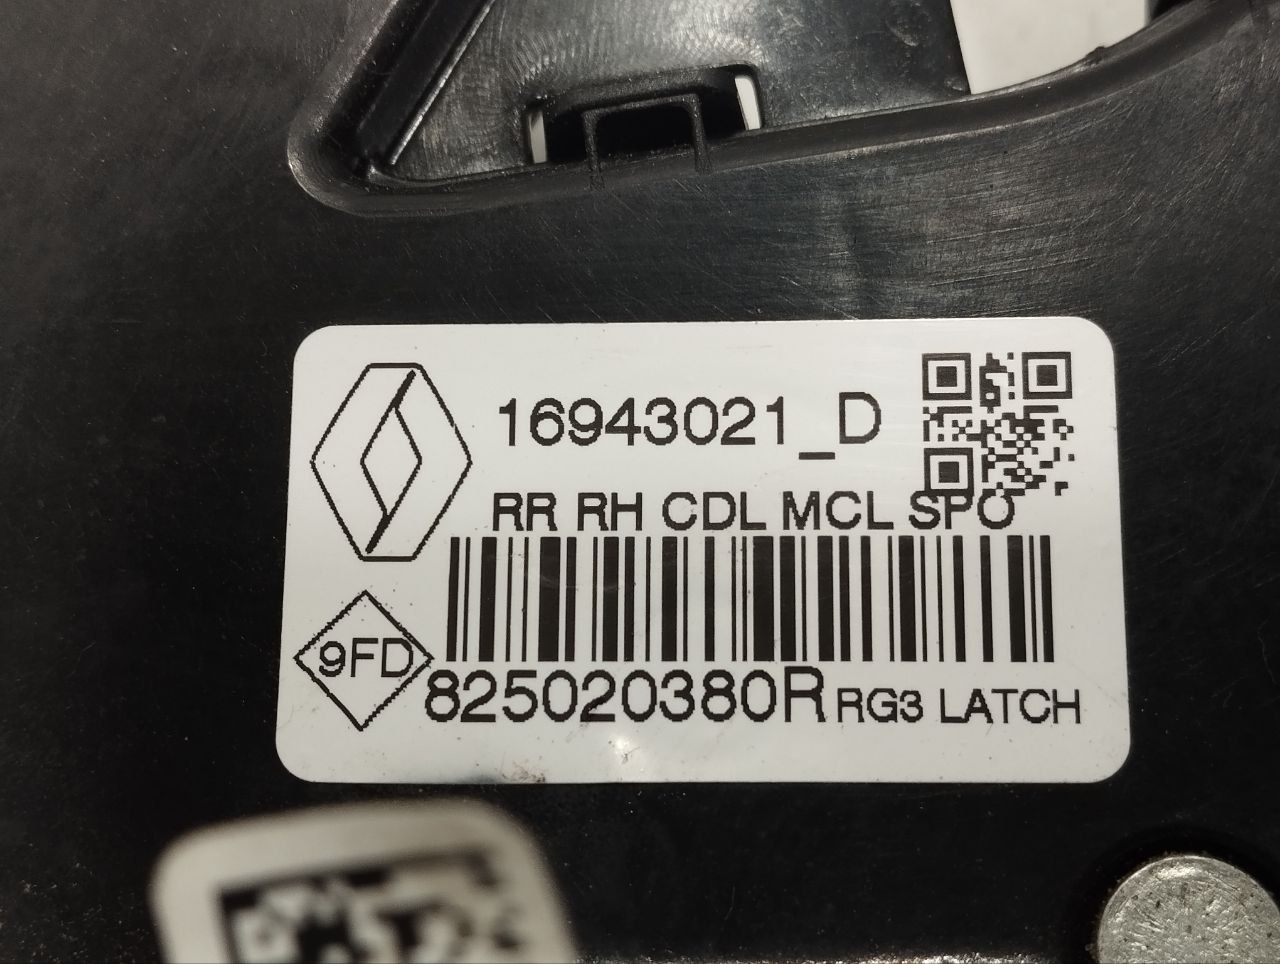 16943021_D
RR RH CDL MCL SPO
9FD
825020380R RG3 LATCH